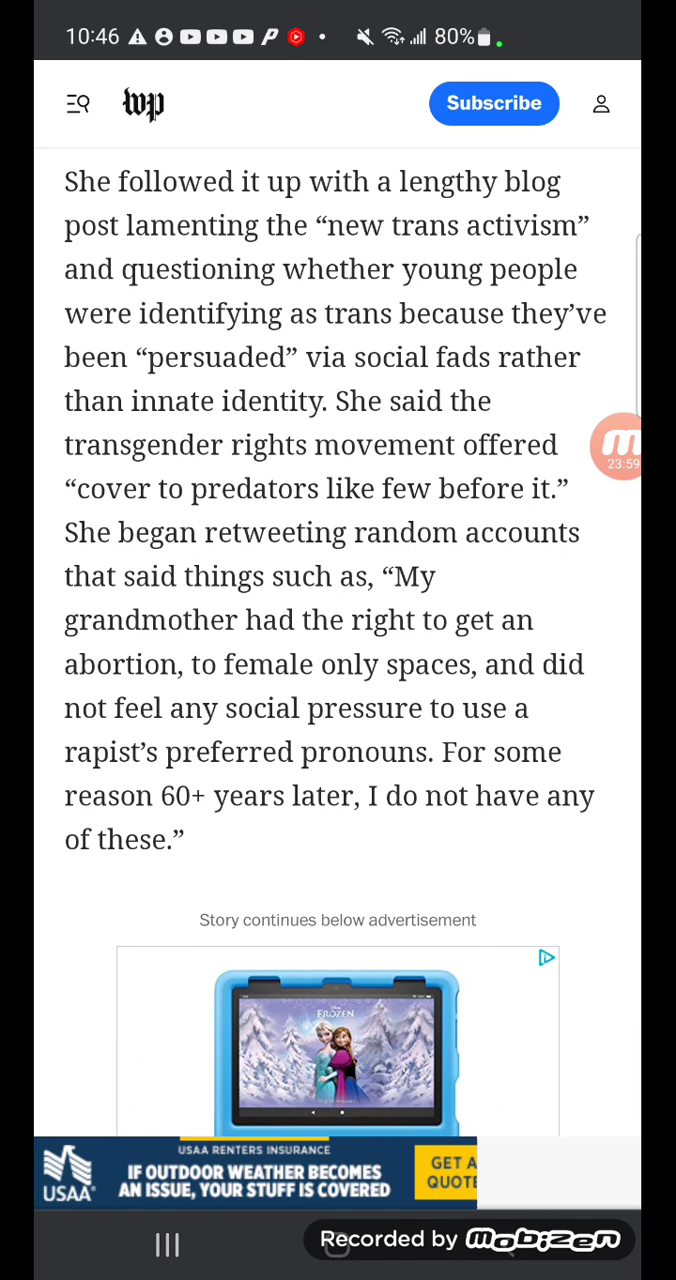 10:46 80%
wp Subscribe
She followed it up with a lengthy blog
post lamenting the “new trans activism”
and questioning whether young people
were identifying as trans because they’ve
been “persuaded” via social fads rather
than innate identity. She said the
transgender rights movement offered
“cover to predators like few before it.”
She began retweeting random accounts
that said things such as, “My
grandmother had the right to get an
abortion, to female only spaces, and did
not feel any social pressure to use a
rapist’s preferred pronouns. For some
reason 60+ years later, I do not have any
of these.”
23:59
Story continues below advertisement
Disney
FROZEN
USAA RENTERS INSURANCE
IF OUTDOOR WEATHER BECOMES
AN ISSUE, YOUR STUFF IS COVERED
USAA
GET A
QUOTE
Recorded by mobizen